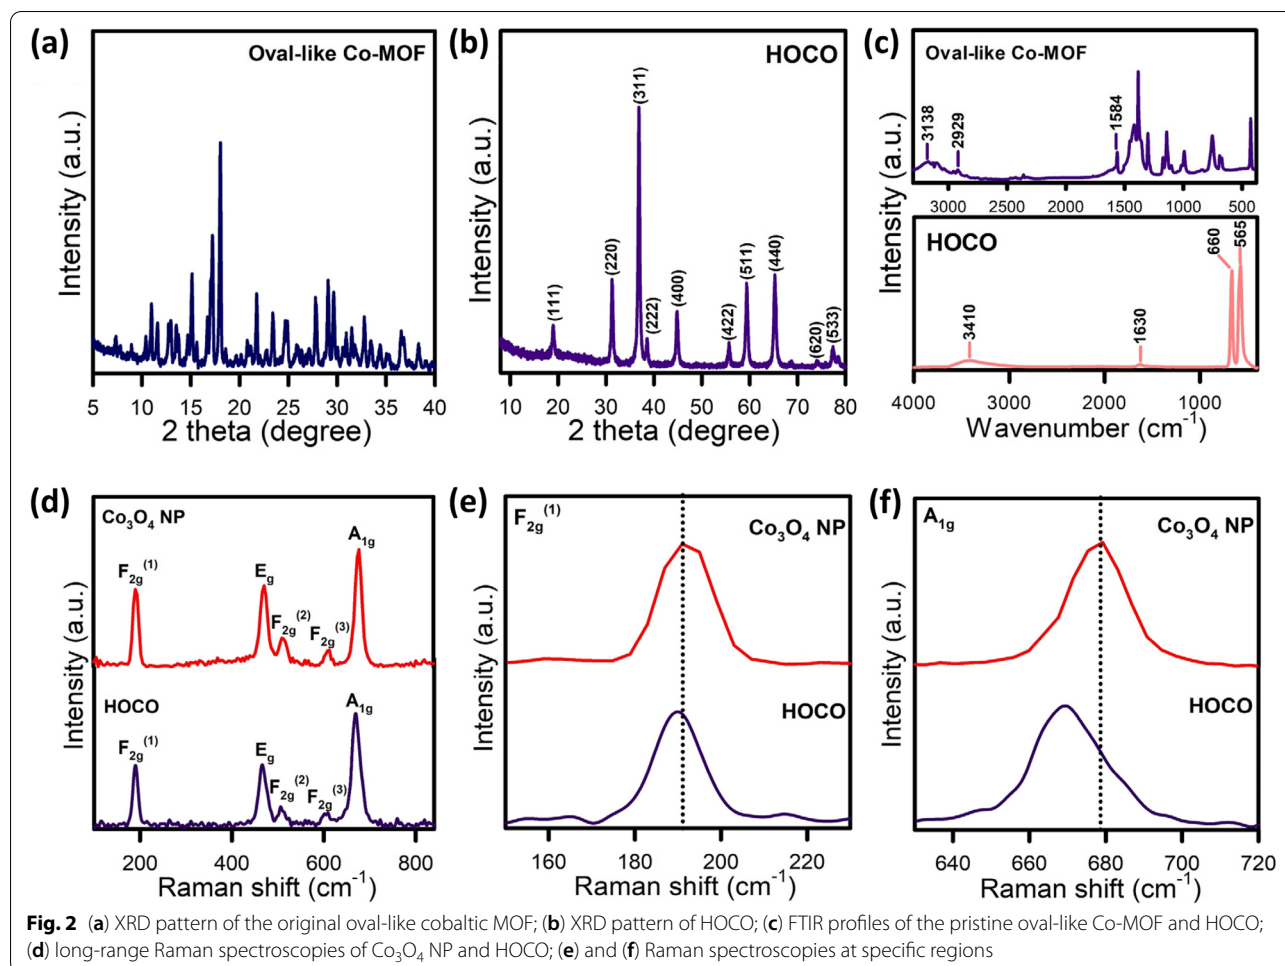 (a)
Oval-like Co-MOF
Intensity (a.u.)
5 10 15 20 25 30 35 40
2 theta (degree)
(b)
HOCO
Intensity (a.u.)
(111)
(220)
(311)
(222)
(400)
(422)
(511)
(440)
(620)
(533)
10 20 30 40 50 60 70 80
2 theta (degree)
(c)
Oval-like Co-MOF
Intensity (a.u.)
3138
2929
1584
3000 2500 2000 1500 1000 500
HOCO
3410
1630
660
565
4000 3000 2000 1000
Wavenumber (cm⁻¹)
(d)
Co₃O₄ NP
Intensity (a.u.)
F₂g⁽¹⁾
Eg
F₂g⁽²⁾
F₂g⁽³⁾
A₁g
HOCO
F₂g⁽¹⁾
Eg
F₂g⁽²⁾
F₂g⁽³⁾
A₁g
200 400 600 800
Raman shift (cm⁻¹)
(e)
F₂g⁽¹⁾
Co₃O₄ NP
HOCO
Intensity (a.u.)
160 180 200 220
Raman shift (cm⁻¹)
(f)
A₁g
Co₃O₄ NP
HOCO
Intensity (a.u.)
640 660 680 700 720
Raman shift (cm⁻¹)
Fig. 2 (a) XRD pattern of the original oval-like cobaltic MOF; (b) XRD pattern of HOCO; (c) FTIR profiles of the pristine oval-like Co-MOF and HOCO;
(d) long-range Raman spectroscopies of Co₃O₄ NP and HOCO; (e) and (f) Raman spectroscopies at specific regions